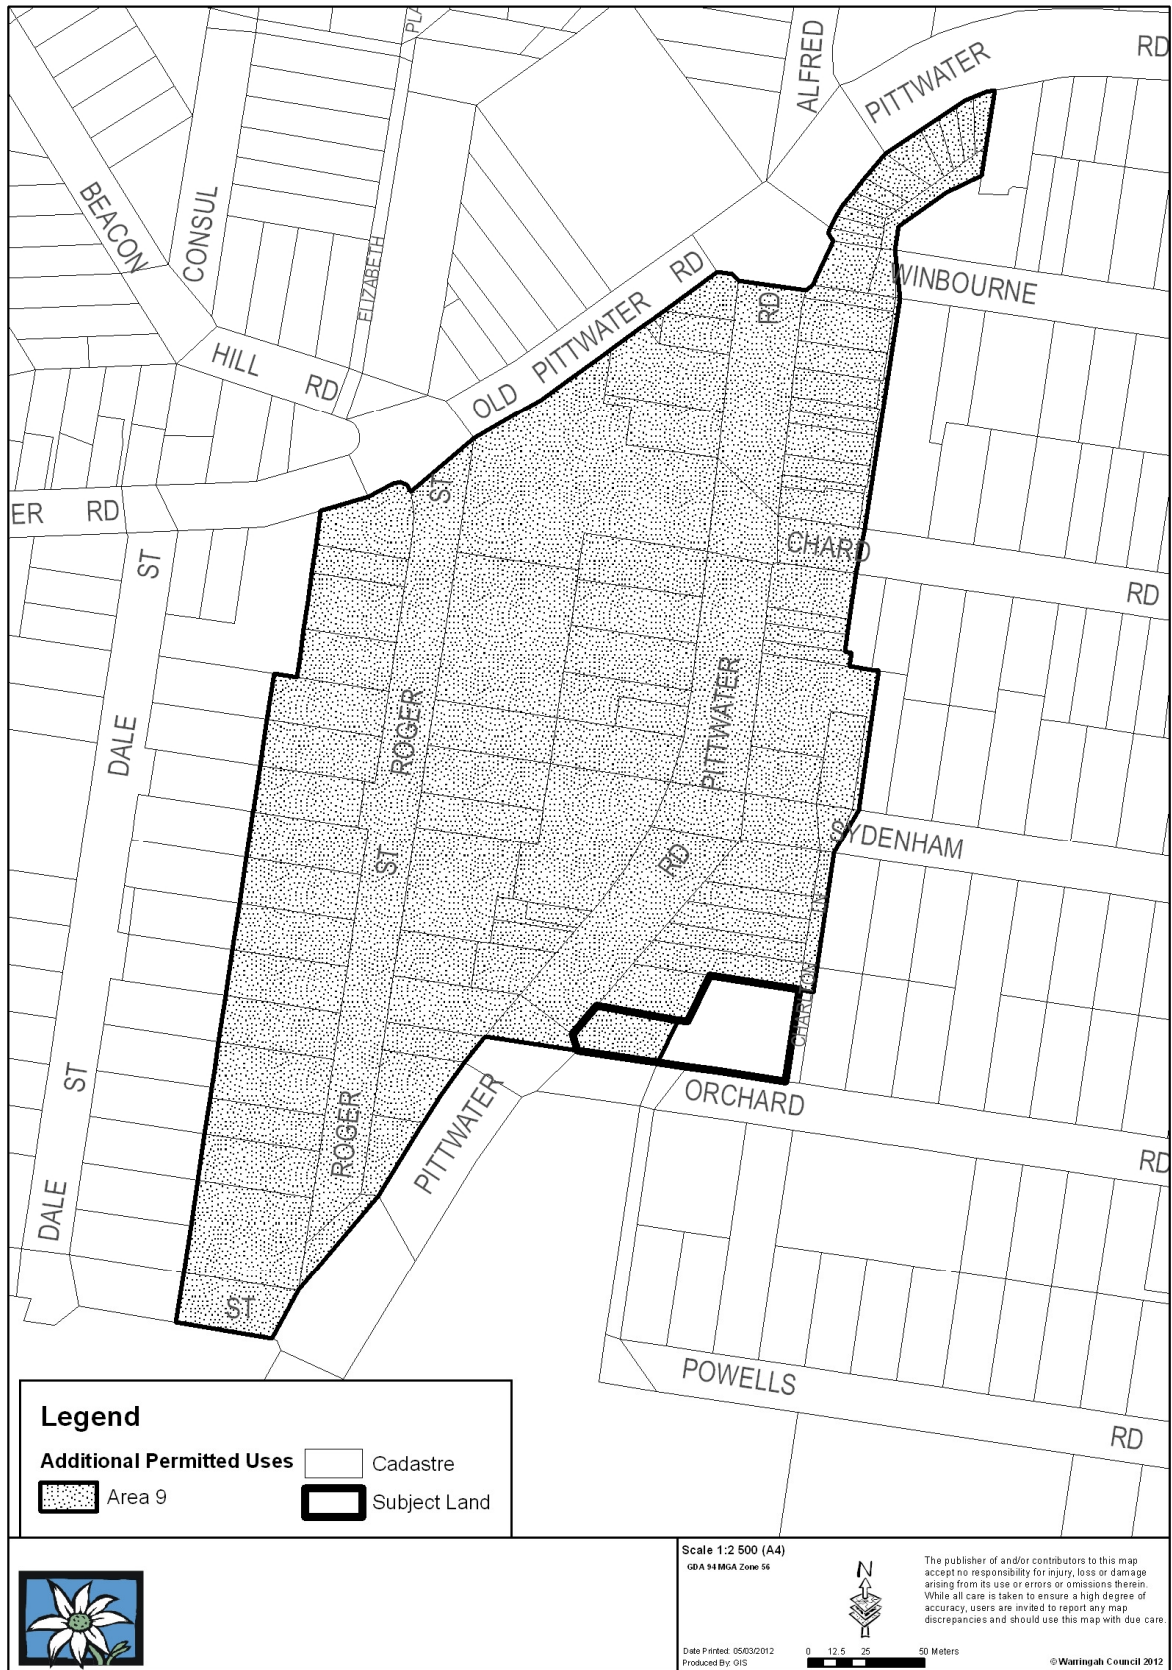 PLA
ALFRED
PITTWATER
RD
BEACON
CONSUL
ELIZABETH
HILL
RD
OLD
PITTWATER
RD
RD
WINBOURNE
ER
RD
ST
ST
CHARD
RD
DALE
ROGER
PITTWATER
ST
RD
SYDENHAM
RD
CHARLTON
LN
ST
DALE
ROGER
PITTWATER
ORCHARD
RD
ST
POWELLS
RD
Legend
Additional Permitted Uses
Area 9
Cadastre
Subject Land
Scale 1:2 500 (A4)
GDA 94 MGA Zone 56
N
Date Printed: 05/03/2012
Produced By: GIS
0 12.5 25 50 Meters
The publisher of and/or contributors to this map
accept no responsibility for injury, loss or damage
arising from its use or errors or omissions therein.
While all care is taken to ensure a high degree of
accuracy, users are invited to report any map
discrepancies and should use this map with due care.
© Warringah Council 2012